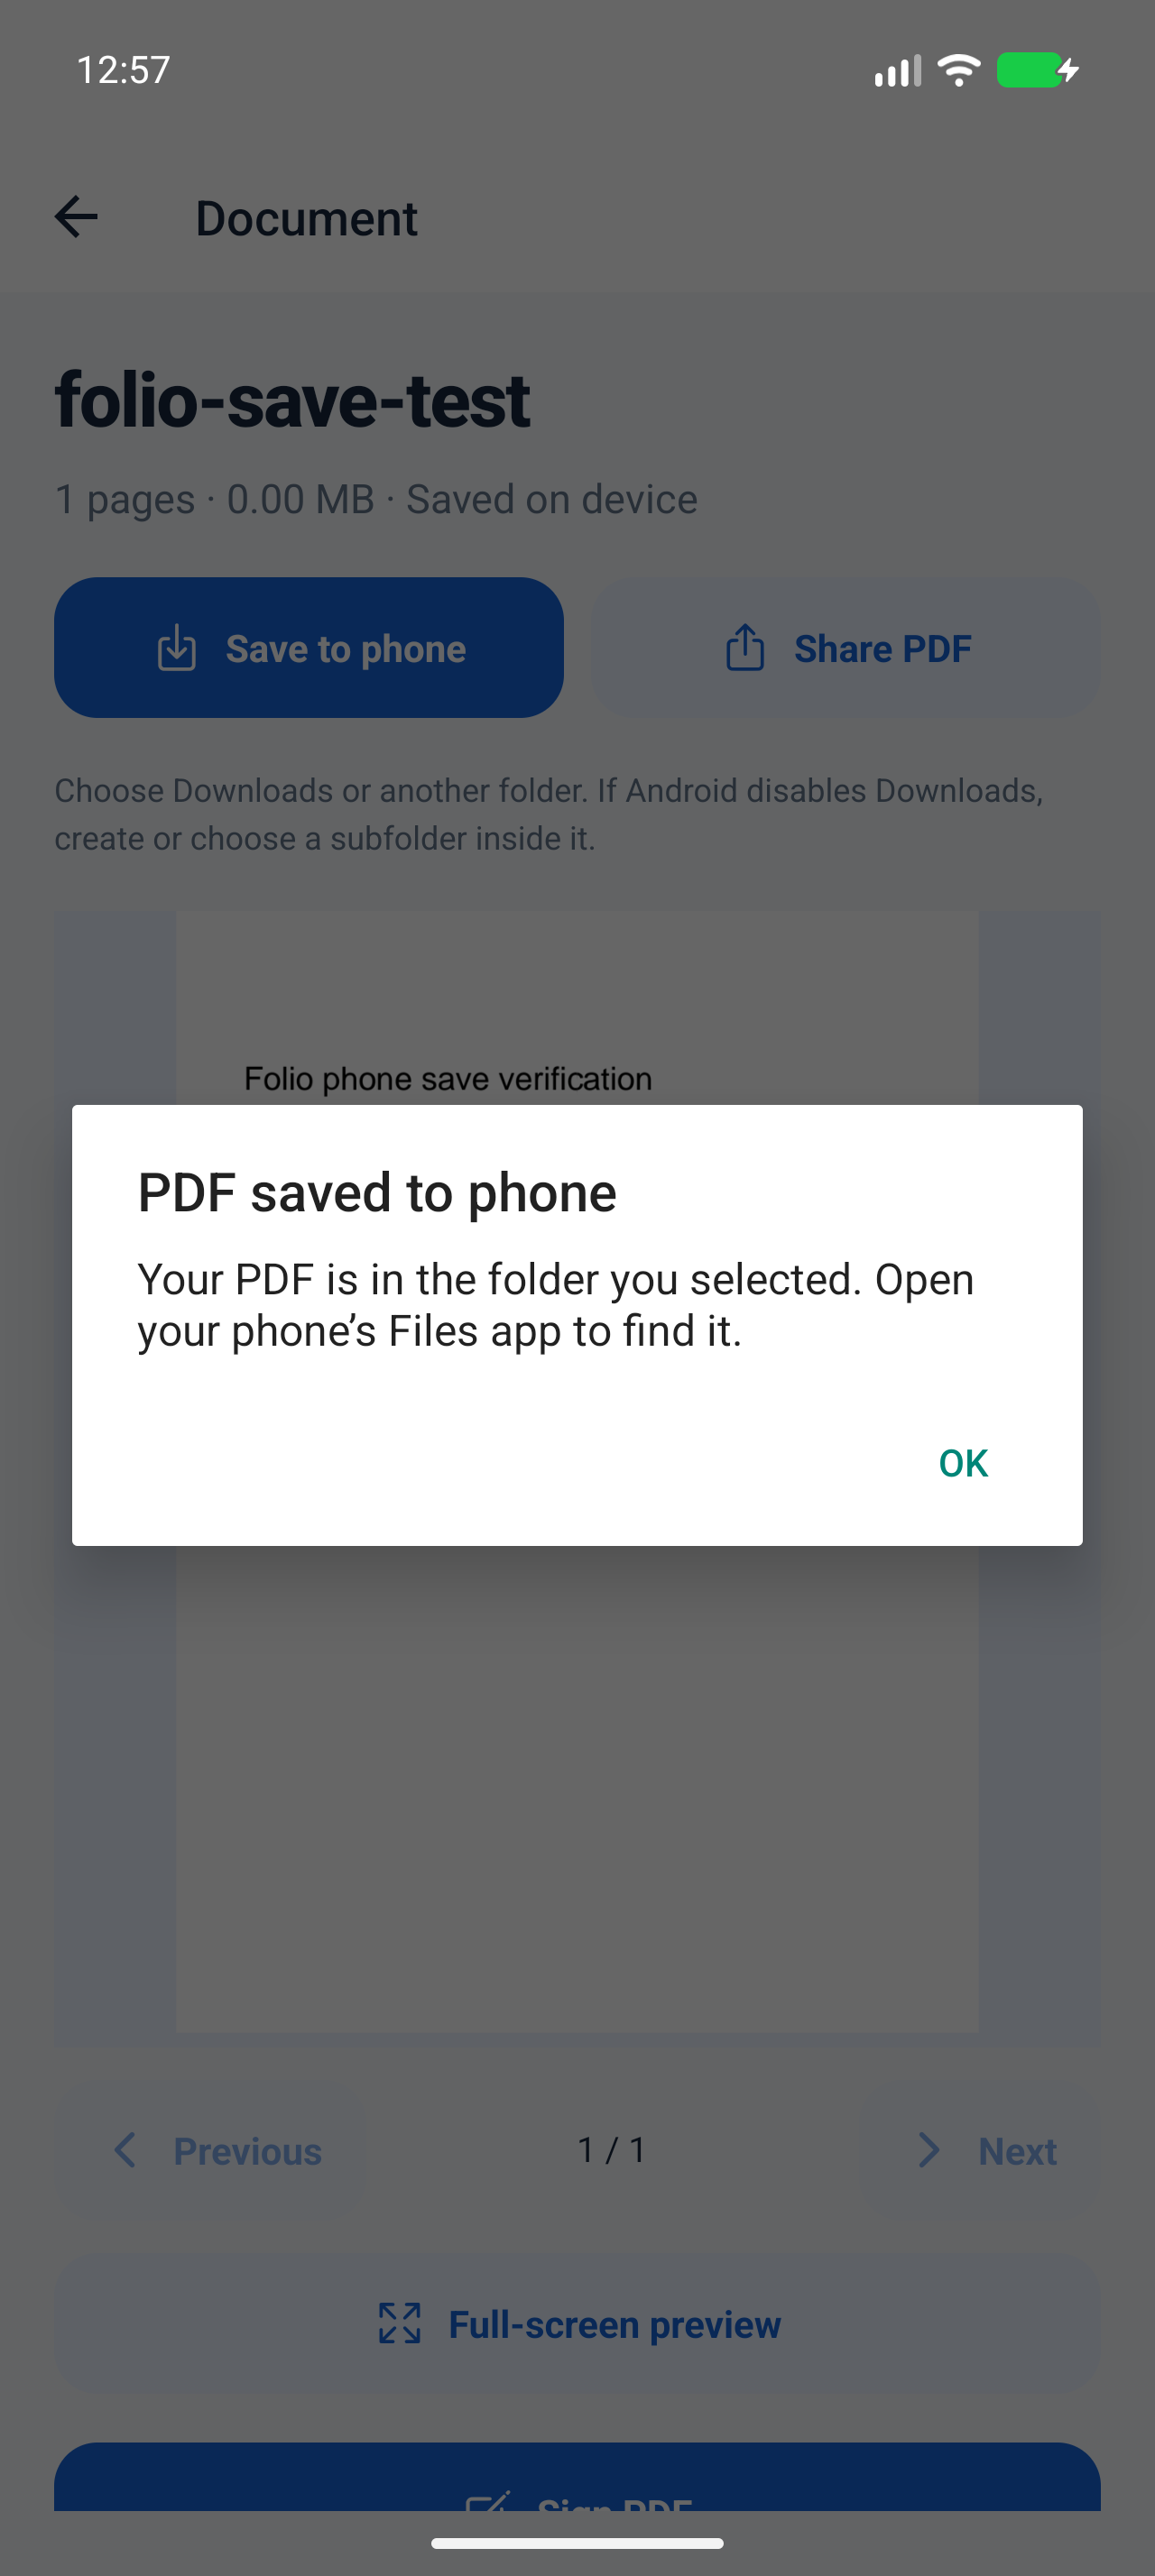 12:57
Document
folio-save-test
1 pages · 0.00 MB · Saved on device
Save to phone
Share PDF
Choose Downloads or another folder. If Android disables Downloads,
create or choose a subfolder inside it.
Folio phone save verification
PDF saved to phone
Your PDF is in the folder you selected. Open
your phone’s Files app to find it.
OK
Previous
1 / 1
Next
Full-screen preview
Sign PDF